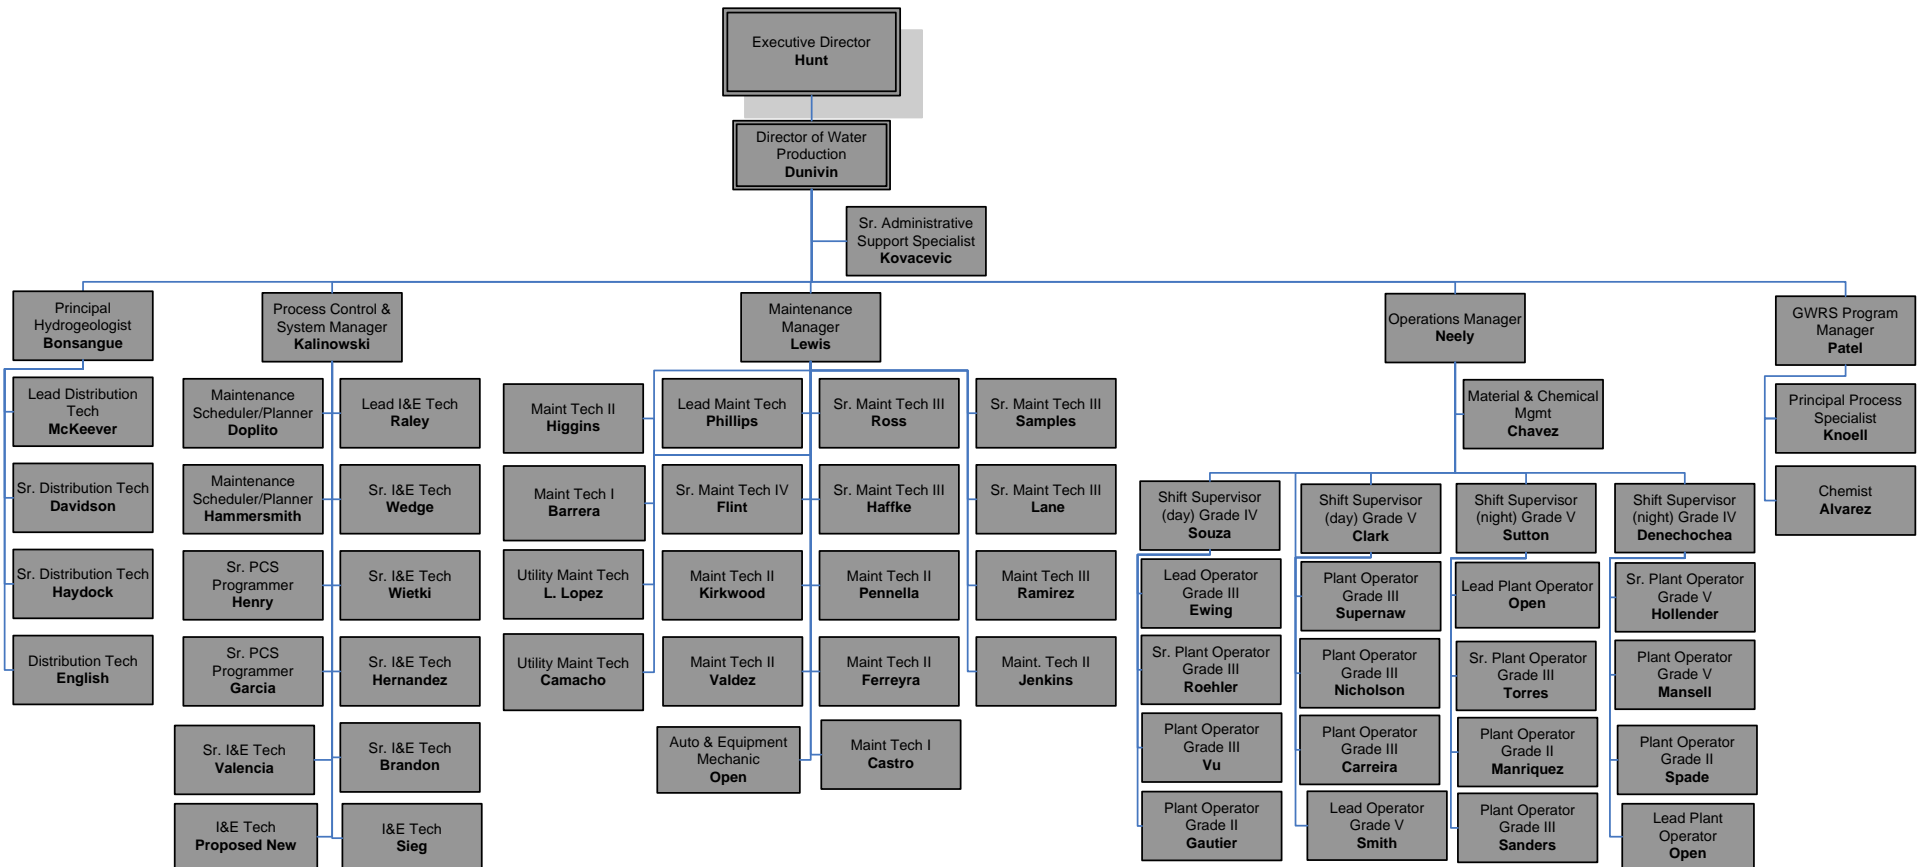 Executive Director
Hunt
Director of Water
Production
Dunivin
Sr. Administrative
Support Specialist
Kovacevic
Principal
Hydrogeologist
Bonsangue
Process Control &
System Manager
Kalinowski
Maintenance
Manager
Lewis
Operations Manager
Neely
GWRS Program
Manager
Patel
Lead Distribution
Tech
McKeever
Sr. Distribution Tech
Davidson
Sr. Distribution Tech
Haydock
Distribution Tech
English
Maintenance
Scheduler/Planner
Doplito
Maintenance
Scheduler/Planner
Hammersmith
Sr. PCS
Programmer
Henry
Sr. PCS
Programmer
Garcia
Sr. I&E Tech
Valencia
I&E Tech
Proposed New
Lead I&E Tech
Raley
Sr. I&E Tech
Wedge
Sr. I&E Tech
Wietki
Sr. I&E Tech
Hernandez
Sr. I&E Tech
Brandon
I&E Tech
Sieg
Maint Tech II
Higgins
Maint Tech I
Barrera
Utility Maint Tech
L. Lopez
Utility Maint Tech
Camacho
Lead Maint Tech
Phillips
Sr. Maint Tech IV
Flint
Maint Tech II
Kirkwood
Maint Tech II
Valdez
Auto & Equipment
Mechanic
Open
Sr. Maint Tech III
Ross
Sr. Maint Tech III
Haffke
Maint Tech II
Pennella
Maint Tech II
Ferreyra
Maint Tech I
Castro
Sr. Maint Tech III
Samples
Sr. Maint Tech III
Lane
Maint Tech III
Ramirez
Maint. Tech II
Jenkins
Material & Chemical
Mgmt
Chavez
Shift Supervisor
(day) Grade IV
Souza
Lead Operator
Grade III
Ewing
Sr. Plant Operator
Grade III
Roehler
Plant Operator
Grade III
Vu
Plant Operator
Grade II
Gautier
Shift Supervisor
(day) Grade V
Clark
Plant Operator
Grade III
Supernaw
Plant Operator
Grade III
Nicholson
Plant Operator
Grade III
Carreira
Lead Operator
Grade V
Smith
Shift Supervisor
(night) Grade V
Sutton
Lead Plant Operator
Open
Sr. Plant Operator
Grade III
Torres
Plant Operator
Grade II
Manriquez
Plant Operator
Grade III
Sanders
Shift Supervisor
(night) Grade IV
Denechochea
Sr. Plant Operator
Grade V
Hollender
Plant Operator
Grade V
Mansell
Plant Operator
Grade II
Spade
Lead Plant
Operator
Open
Principal Process
Specialist
Knoell
Chemist
Alvarez